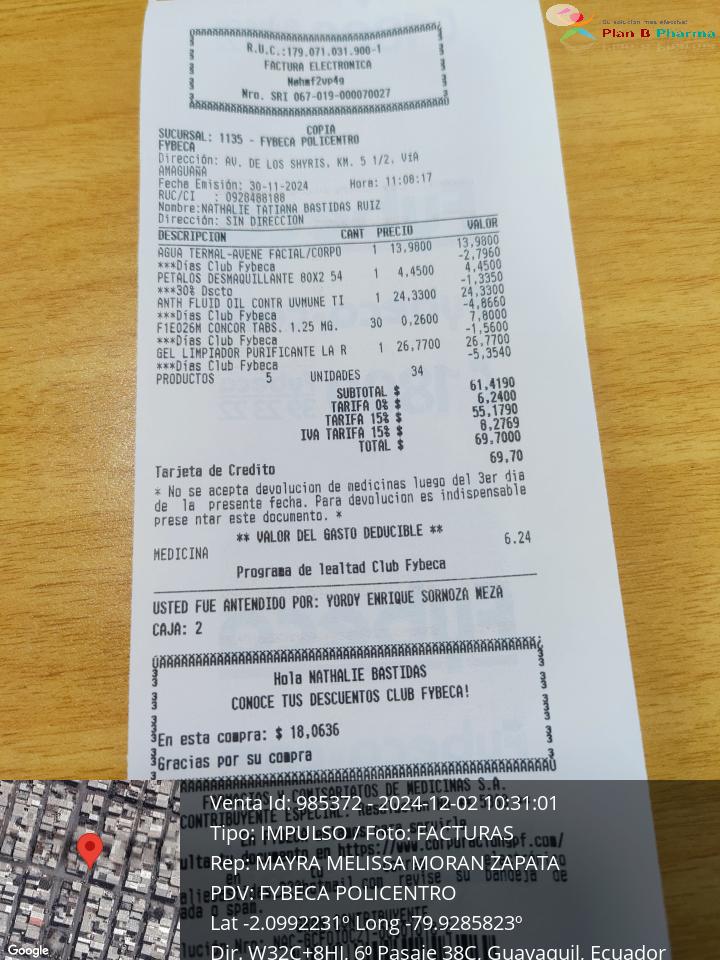 Su solucion mas efectiva!
Plan B Pharma
R.U.C.:179.071.031.900-1
FACTURA ELECTRONICA
Nehmf2vp4g
Nro. SRI 067-019-000070027
COPIA
SUCURSAL: 1135 - FYBECA POLICENTRO
FYBECA
Dirección: AV. DE LOS SHYRIS, KM. 5 1/2, VíA
AMAGUAÑA
Fecha Emisión: 30-11-2024 Hora: 11:08:17
RUC/CI : 0928488188
Nombre:NATHALIE TATIANA BASTIDAS RUIZ
Dirección: SIN DIRECCION
DESCRIPCION CANT PRECIO VALOR
AGUA TERMAL-AVENE FACIAL/CORPO 1 13,9800 13,9800
***Días Club Fybeca -2,7960
PETALOS DESMAQUILLANTE 80X2 54 1 4,4500 4,4500
***30% Dscto -1,3350
ANTH FLUID OIL CONTR UVMUNE TI 1 24,3300 24,3300
***Días Club Fybeca -4,8660
F1E026M CONCOR TABS. 1.25 MG. 30 0,2600 7,8000
***Días Club Fybeca -1,5600
GEL LIMPIADOR PURIFICANTE LA R 1 26,7700 26,7700
***Días Club Fybeca -5,3540
PRODUCTOS 5 UNIDADES 34
SUBTOTAL $ 61,4190
TARIFA 0% $ 6,2400
TARIFA 15% $ 55,1790
IVA TARIFA 15% $ 8,2769
TOTAL $ 69,7000
69,70
Tarjeta de Credito
* No se acepta devolucion de medicinas luego del 3er dia
de la presente fecha. Para devolucion es indispensable
prese ntar este documento. *
** VALOR DEL GASTO DEDUCIBLE **
MEDICINA 6.24
Programa de lealtad Club Fybeca
USTED FUE ANTENDIDO POR: YORDY ENRIQUE SORNOZA MEZA
CAJA: 2
Hola NATHALIE BASTIDAS
CONOCE TUS DESCUENTOS CLUB FYBECA!
En esta compra: $ 18,0636
Gracias por su compra
Venta Id: 985372 - 2024-12-02 10:31:01
Tipo: IMPULSO / Foto: FACTURAS
Rep: MAYRA MELISSA MORAN ZAPATA
PDV: FYBECA POLICENTRO
Lat -2.0992231º Long -79.9285823º
Dir. W32C+8HJ, 6º Pasaje 38C, Guayaquil, Ecuador
Google